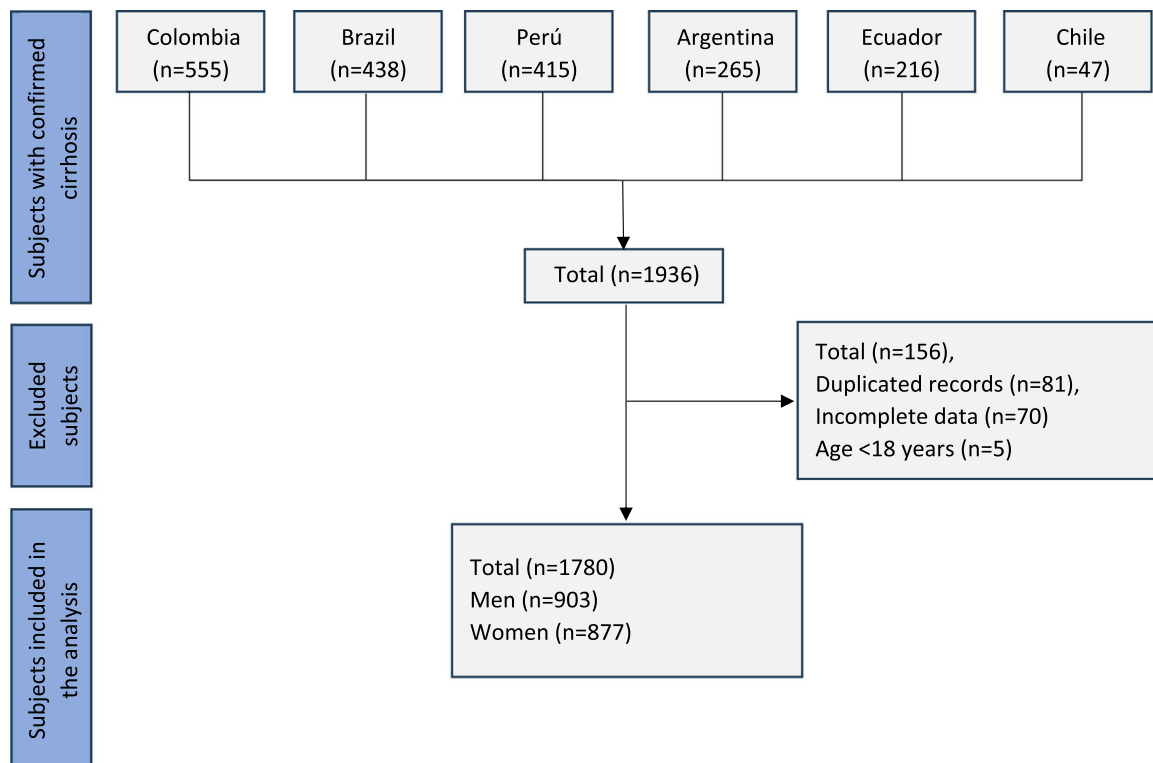 Subjects with confirmed
cirrhosis
Colombia
(n=555)
Brazil
(n=438)
Perú
(n=415)
Argentina
(n=265)
Ecuador
(n=216)
Chile
(n=47)
Total (n=1936)
Excluded
subjects
Total (n=156),
Duplicated records (n=81),
Incomplete data (n=70)
Age <18 years (n=5)
Subjects included in
the analysis
Total (n=1780)
Men (n=903)
Women (n=877)